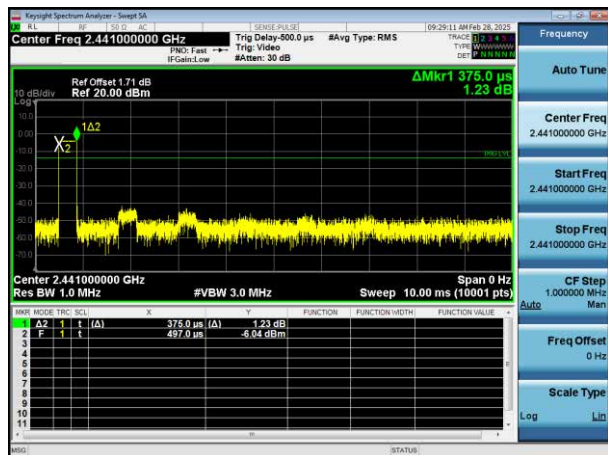 Keysight Spectrum Analyzer - Swept SA
RL RF 50 Ω AC SENSE:PULSE 09:29:11 AM Feb 28, 2025
Center Freq 2.441000000 GHz
PNO: Fast
IFGain:Low
Trig Delay-500.0 µs
Trig: Video
#Atten: 30 dB
#Avg Type: RMS
TRACE 1 2 3 4 5 6
TYPE WWWWWW
DET P N N N N N
Ref Offset 1.71 dB
Ref 20.00 dBm
ΔMkr1 375.0 µs
1.23 dB
10 dB/div
Log
10.0
0.00
-10.0
-20.0
-30.0
-40.0
-50.0
-60.0
-70.0
1Δ2
X2
TRIG LVL
Center 2.441000000 GHz
Res BW 1.0 MHz
#VBW 3.0 MHz
Span 0 Hz
Sweep 10.00 ms (10001 pts)
MKR MODE TRC SCL X Y FUNCTION FUNCTION WIDTH FUNCTION VALUE
1 Δ2 1 t (Δ) 375.0 µs (Δ) 1.23 dB
2 F 1 t 497.0 µs -6.04 dBm
3
4
5
6
7
8
9
10
11
MSG
STATUS
Frequency
Auto Tune
Center Freq
2.441000000 GHz
Start Freq
2.441000000 GHz
Stop Freq
2.441000000 GHz
CF Step
1.000000 MHz
Auto Man
Freq Offset
0 Hz
Scale Type
Log Lin